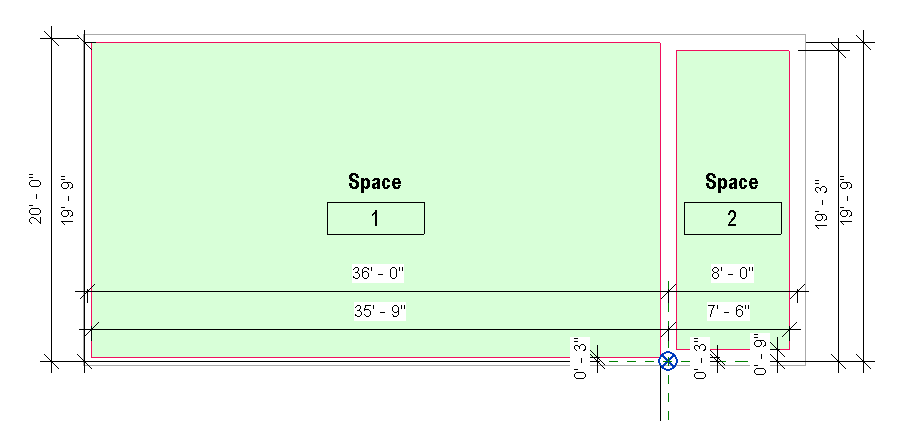 Space
1
Space
2
20' - 0"
19' - 9"
19' - 3"
19' - 9"
36' - 0"
8' - 0"
35' - 9"
7' - 6"
0' - 3"
0' - 3"
0' - 9"